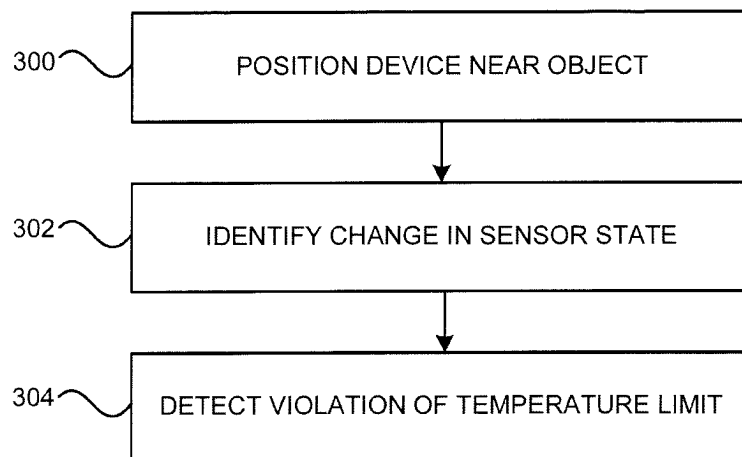 300 POSITION DEVICE NEAR OBJECT
302 IDENTIFY CHANGE IN SENSOR STATE
304 DETECT VIOLATION OF TEMPERATURE LIMIT